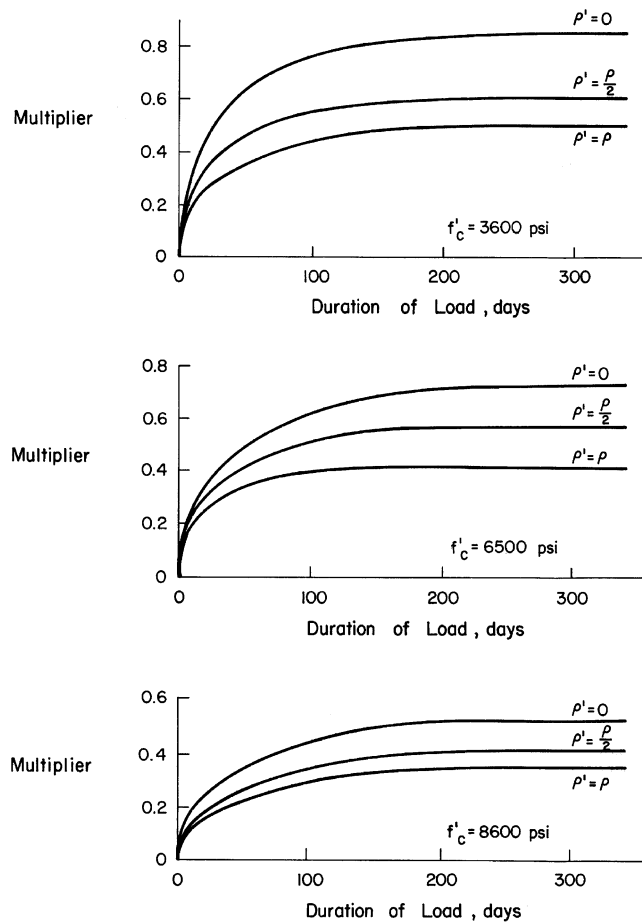 0.8
ρ' = 0
0.6
ρ' = ρ/2
Multiplier
0.4
ρ' = ρ
0.2
f'c = 3600 psi
0
0 100 200 300
Duration of Load, days
0.8
ρ' = 0
0.6
ρ' = ρ/2
Multiplier
0.4
ρ' = ρ
0.2
f'c = 6500 psi
0
0 100 200 300
Duration of Load, days
0.6
ρ' = 0
ρ' = ρ/2
0.4
Multiplier
ρ' = ρ
0.2
f'c = 8600 psi
0
0 100 200 300
Duration of Load, days